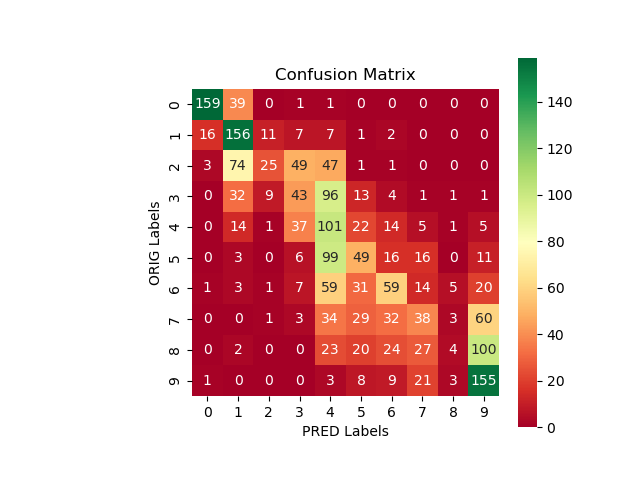 Confusion Matrix
ORIG Labels
0 159 39 0 1 1 0 0 0 0 0
1 16 156 11 7 7 1 2 0 0 0
2 3 74 25 49 47 1 1 0 0 0
3 0 32 9 43 96 13 4 1 1 1
4 0 14 1 37 101 22 14 5 1 5
5 0 3 0 6 99 49 16 16 0 11
6 1 3 1 7 59 31 59 14 5 20
7 0 0 1 3 34 29 32 38 3 60
8 0 2 0 0 23 20 24 27 4 100
9 1 0 0 0 3 8 9 21 3 155
0 1 2 3 4 5 6 7 8 9
PRED Labels
140
120
100
80
60
40
20
0